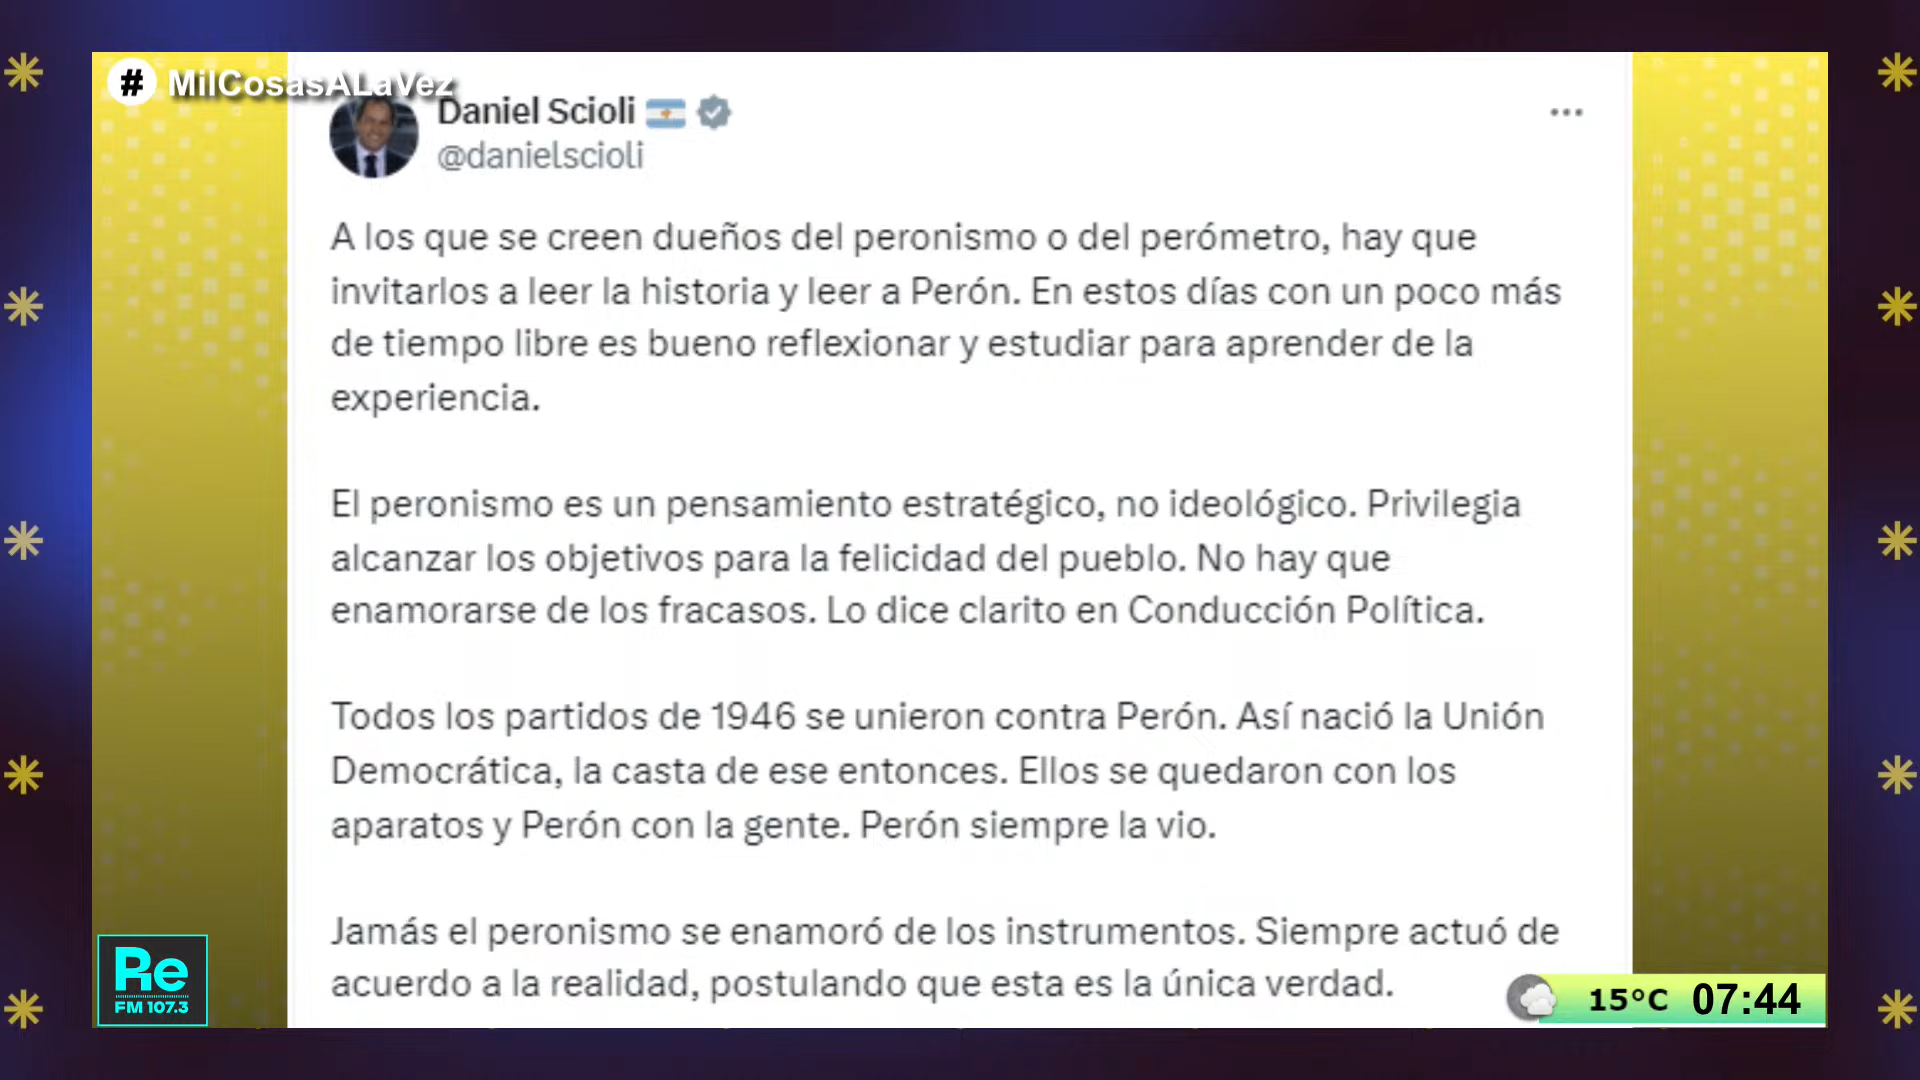 # MilCosasALaVez
Daniel Scioli
@danielscioli
A los que se creen dueños del peronismo o del perómetro, hay que
invitarlos a leer la historia y leer a Perón. En estos días con un poco más
de tiempo libre es bueno reflexionar y estudiar para aprender de la
experiencia.
El peronismo es un pensamiento estratégico, no ideológico. Privilegia
alcanzar los objetivos para la felicidad del pueblo. No hay que
enamorarse de los fracasos. Lo dice clarito en Conducción Política.
Todos los partidos de 1946 se unieron contra Perón. Así nació la Unión
Democrática, la casta de ese entonces. Ellos se quedaron con los
aparatos y Perón con la gente. Perón siempre la vio.
Jamás el peronismo se enamoró de los instrumentos. Siempre actuó de
acuerdo a la realidad, postulando que esta es la única verdad.
Re
FM 107.3
15°C 07:44